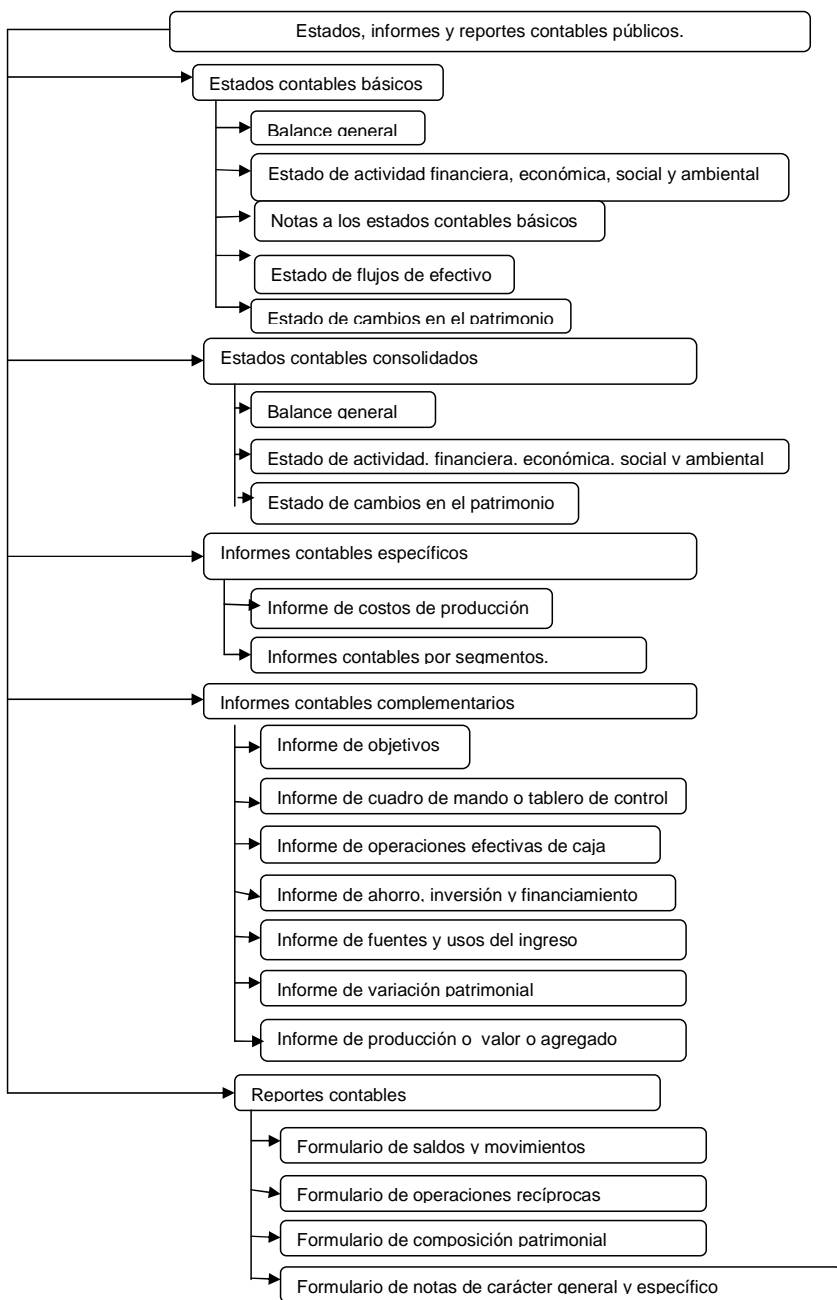 Estados, informes y reportes contables públicos.
Estados contables básicos
Balance general
Estado de actividad financiera, económica, social y ambiental
Notas a los estados contables básicos
Estado de flujos de efectivo
Estado de cambios en el patrimonio
Estados contables consolidados
Balance general
Estado de actividad. financiera. económica. social y ambiental
Estado de cambios en el patrimonio
Informes contables específicos
Informe de costos de producción
Informes contables por segmentos.
Informes contables complementarios
Informe de objetivos
Informe de cuadro de mando o tablero de control
Informe de operaciones efectivas de caja
Informe de ahorro, inversión y financiamiento
Informe de fuentes y usos del ingreso
Informe de variación patrimonial
Informe de producción o valor o agregado
Reportes contables
Formulario de saldos y movimientos
Formulario de operaciones recíprocas
Formulario de composición patrimonial
Formulario de notas de carácter general y específico